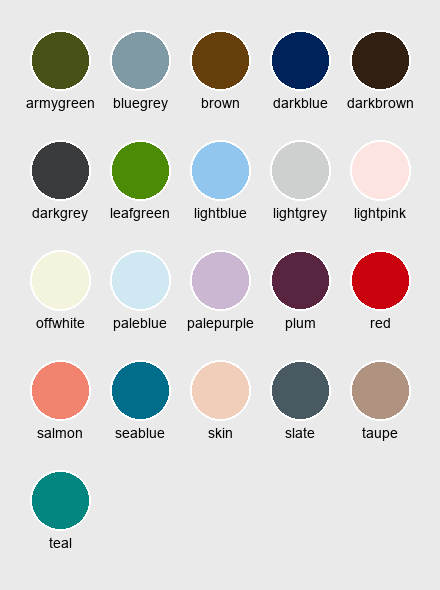 armygreen bluegrey brown darkblue darkbrown
darkgrey leafgreen lightblue lightgrey lightpink
offwhite paleblue palepurple plum red
salmon seablue skin slate taupe
teal